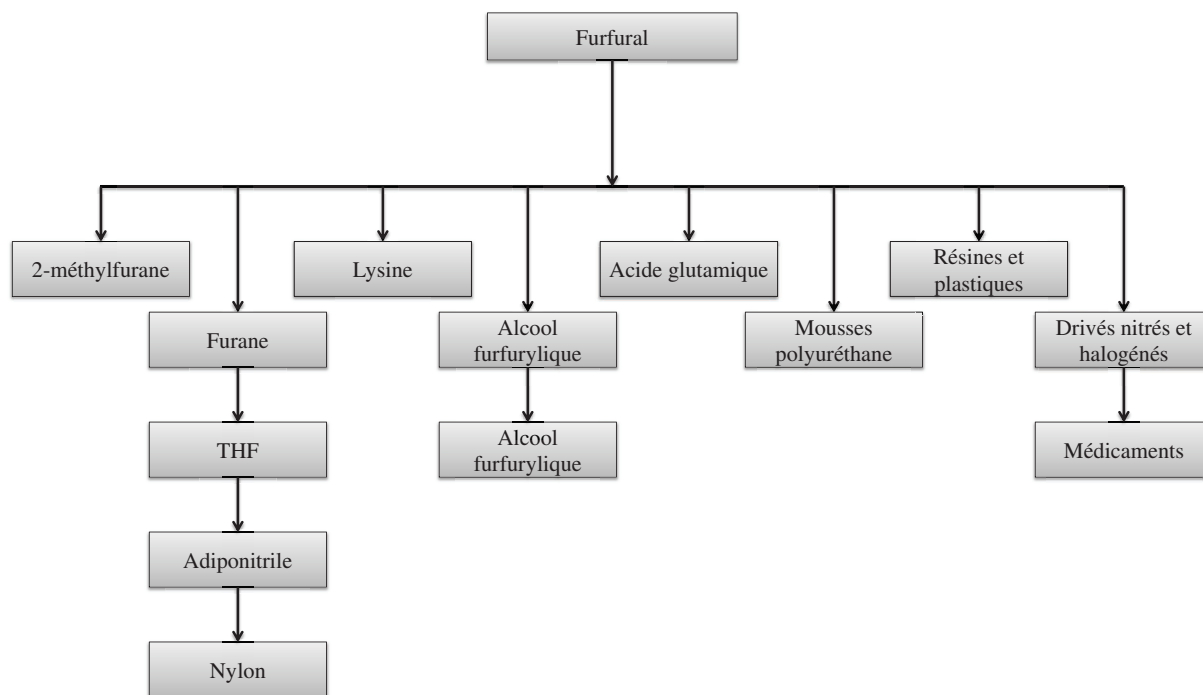 Furfural
2-méthylfurane
Lysine
Acide glutamique
Résines et
plastiques
Furane
Alcool
furfurylique
Mousses
polyuréthane
Drivés nitrés et
halogénés
THF
Alcool
furfurylique
Médicaments
Adiponitrile
Nylon